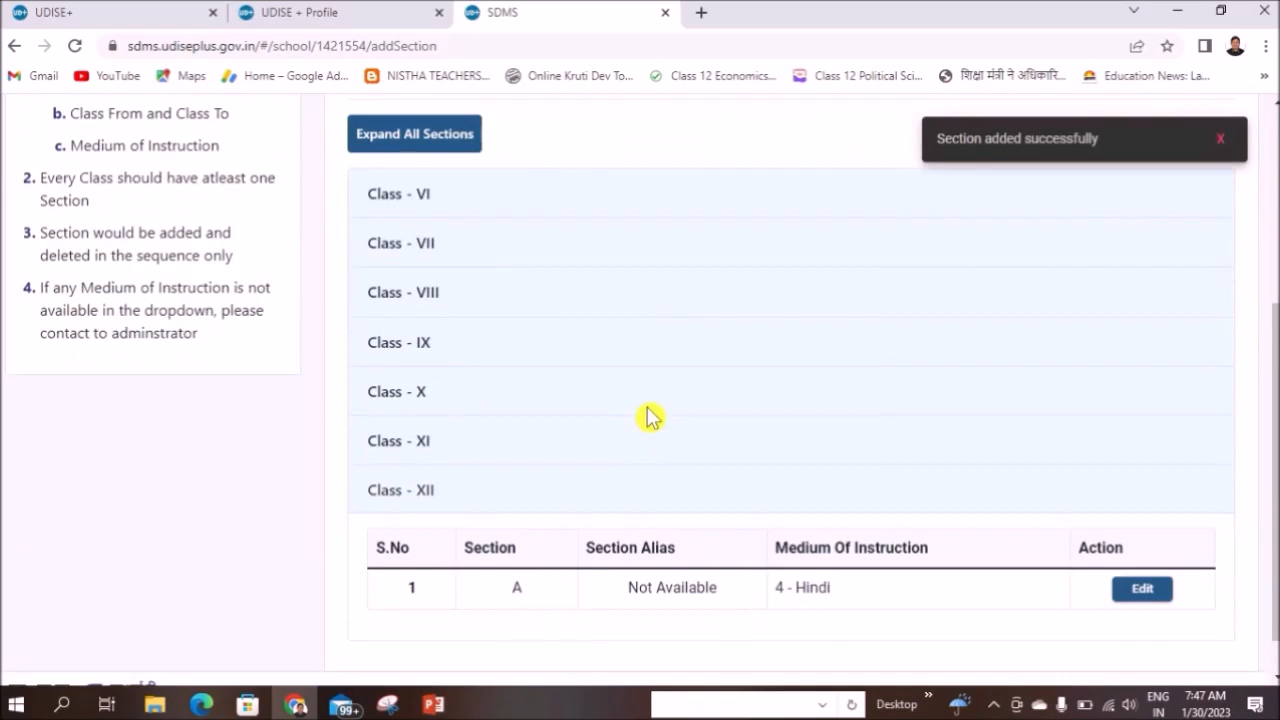 UDISE+
UDISE + Profile
SDMS
sdms.udiseplus.gov.in/#/school/1421554/addSection
Gmail
YouTube
Maps
Home – Google Ad...
NISTHA TEACHERS...
Online Kruti Dev To...
Class 12 Economics...
Class 12 Political Sci...
शिक्षा मंत्री ने अधिकारि...
Education News: La...
b. Class From and Class To
c. Medium of Instruction
2. Every Class should have atleast one
Section
3. Section would be added and
deleted in the sequence only
4. If any Medium of Instruction is not
available in the dropdown, please
contact to adminstrator
Expand All Sections
Section added successfully X
Class - VI
Class - VII
Class - VIII
Class - IX
Class - X
Class - XI
Class - XII
S.No Section Section Alias Medium Of Instruction Action
1 A Not Available 4 - Hindi Edit
99+
Desktop
ENG
IN
7:47 AM
1/30/2023